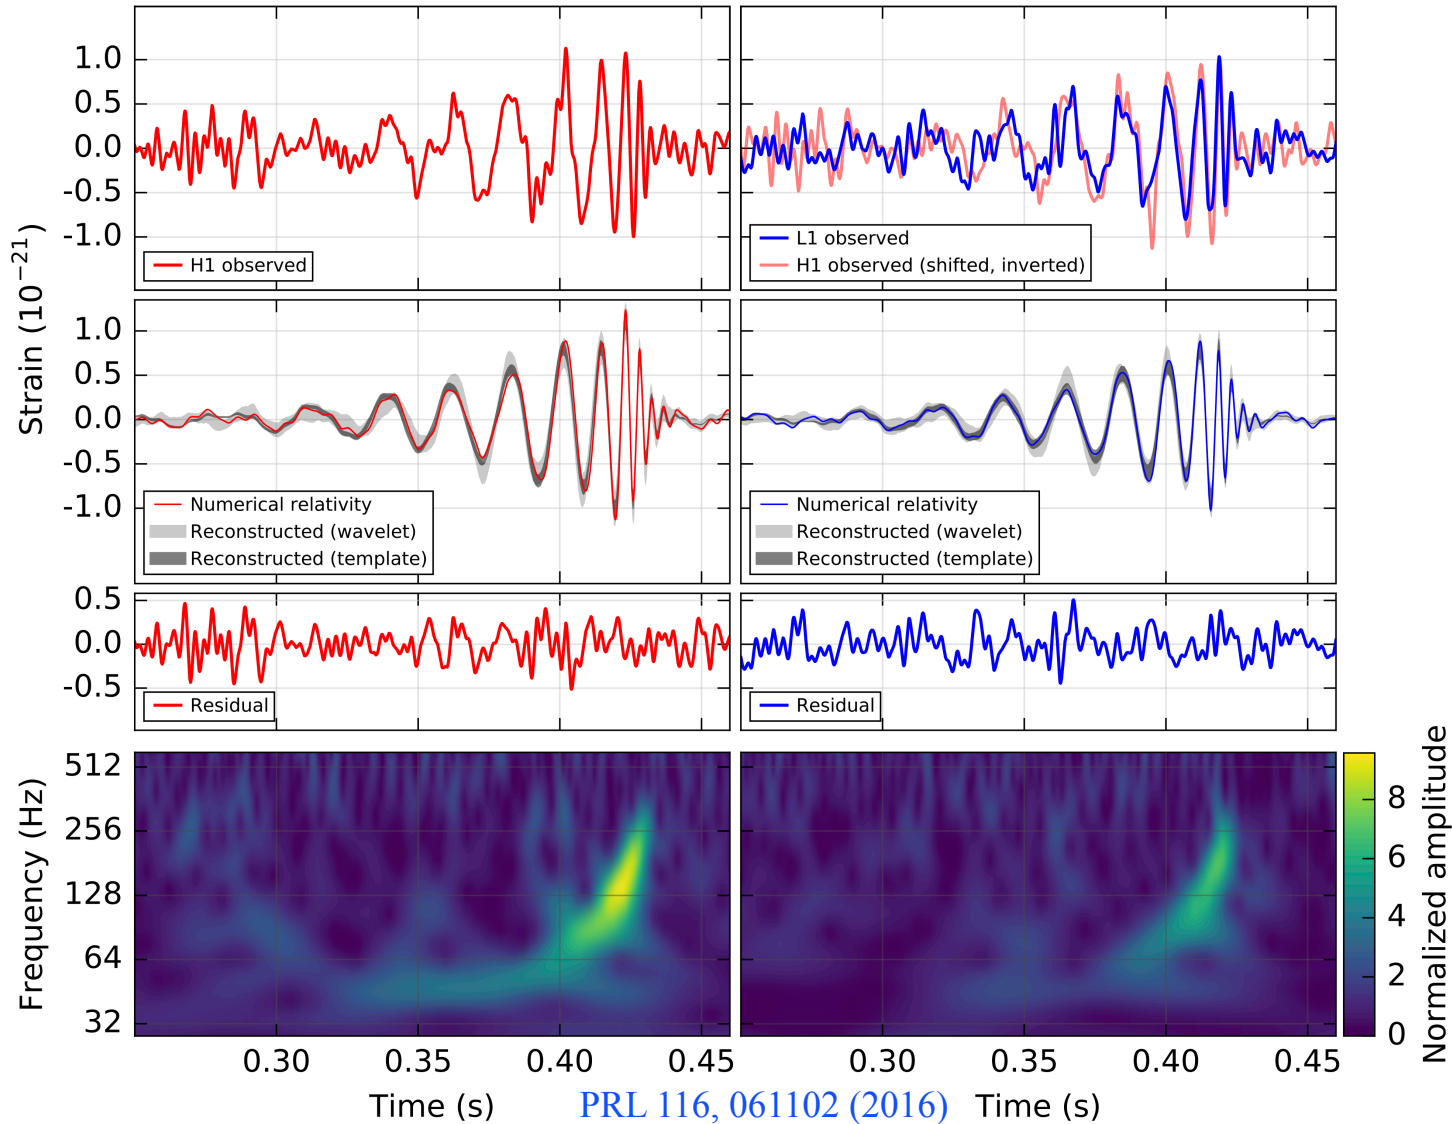 Strain (10⁻²¹)
1.0
0.5
0.0
-0.5
-1.0
H1 observed
L1 observed
H1 observed (shifted, inverted)
1.0
0.5
0.0
-0.5
-1.0
Numerical relativity
Reconstructed (wavelet)
Reconstructed (template)
Numerical relativity
Reconstructed (wavelet)
Reconstructed (template)
0.5
0.0
-0.5
Residual
Residual
Frequency (Hz)
512
256
128
64
32
Normalized amplitude
8
6
4
2
0
0.30 0.35 0.40 0.45
0.30 0.35 0.40 0.45
Time (s)
PRL 116, 061102 (2016)
Time (s)